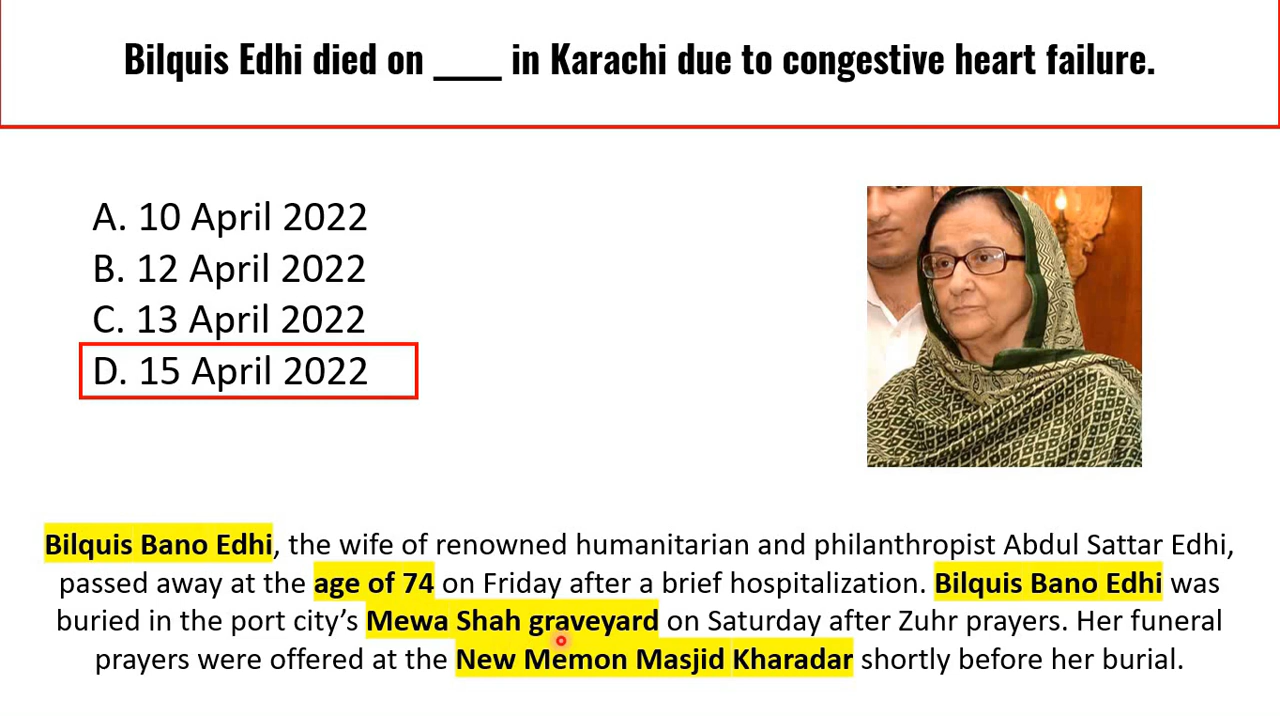 Bilquis Edhi died on ____ in Karachi due to congestive heart failure.
A. 10 April 2022
B. 12 April 2022
C. 13 April 2022
D. 15 April 2022
Bilquis Bano Edhi, the wife of renowned humanitarian and philanthropist Abdul Sattar Edhi,
passed away at the age of 74 on Friday after a brief hospitalization. Bilquis Bano Edhi was
buried in the port city’s Mewa Shah graveyard on Saturday after Zuhr prayers. Her funeral
prayers were offered at the New Memon Masjid Kharadar shortly before her burial.